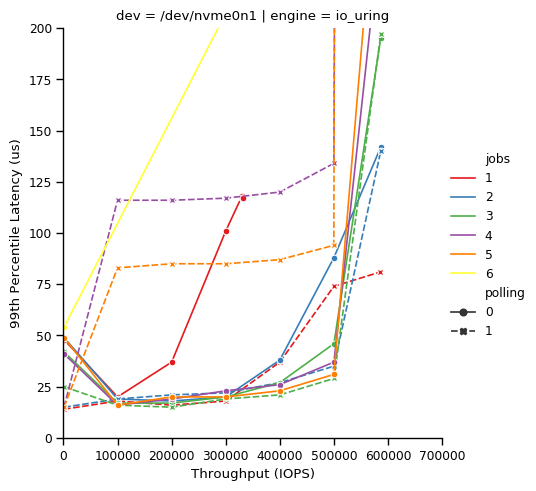 dev = /dev/nvme0n1 | engine = io_uring
200
175
150
125
100
75
50
25
0
99th Percentile Latency (us)
0 100000 200000 300000 400000 500000 600000 700000
Throughput (IOPS)
jobs
1
2
3
4
5
6
polling
0
1